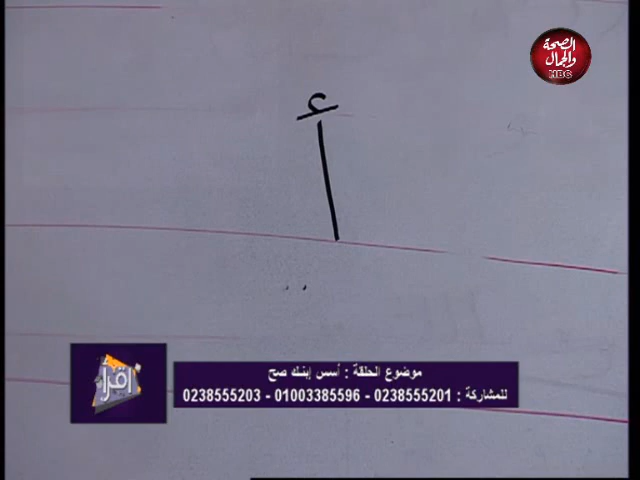 الصحة
والجمال
HBC
أ
اقرأ
موضوع الحلقة : أسس إبنك صح
للمشاركة : 0238555201 - 01003385596 - 0238555203